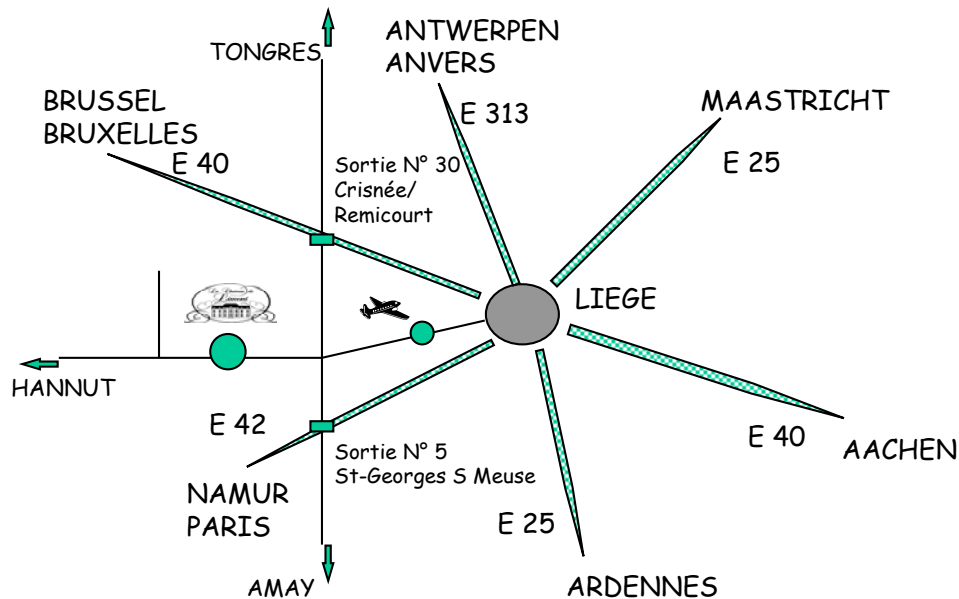 ANTWERPEN
ANVERS
TONGRES
BRUSSEL
BRUXELLES
MAASTRICHT
E 313
E 40
E 25
Sortie N° 30
Crisnée/
Remicourt
LIEGE
HANNUT
E 42
E 40
AACHEN
Sortie N° 5
St-Georges S Meuse
NAMUR
PARIS
E 25
AMAY
ARDENNES